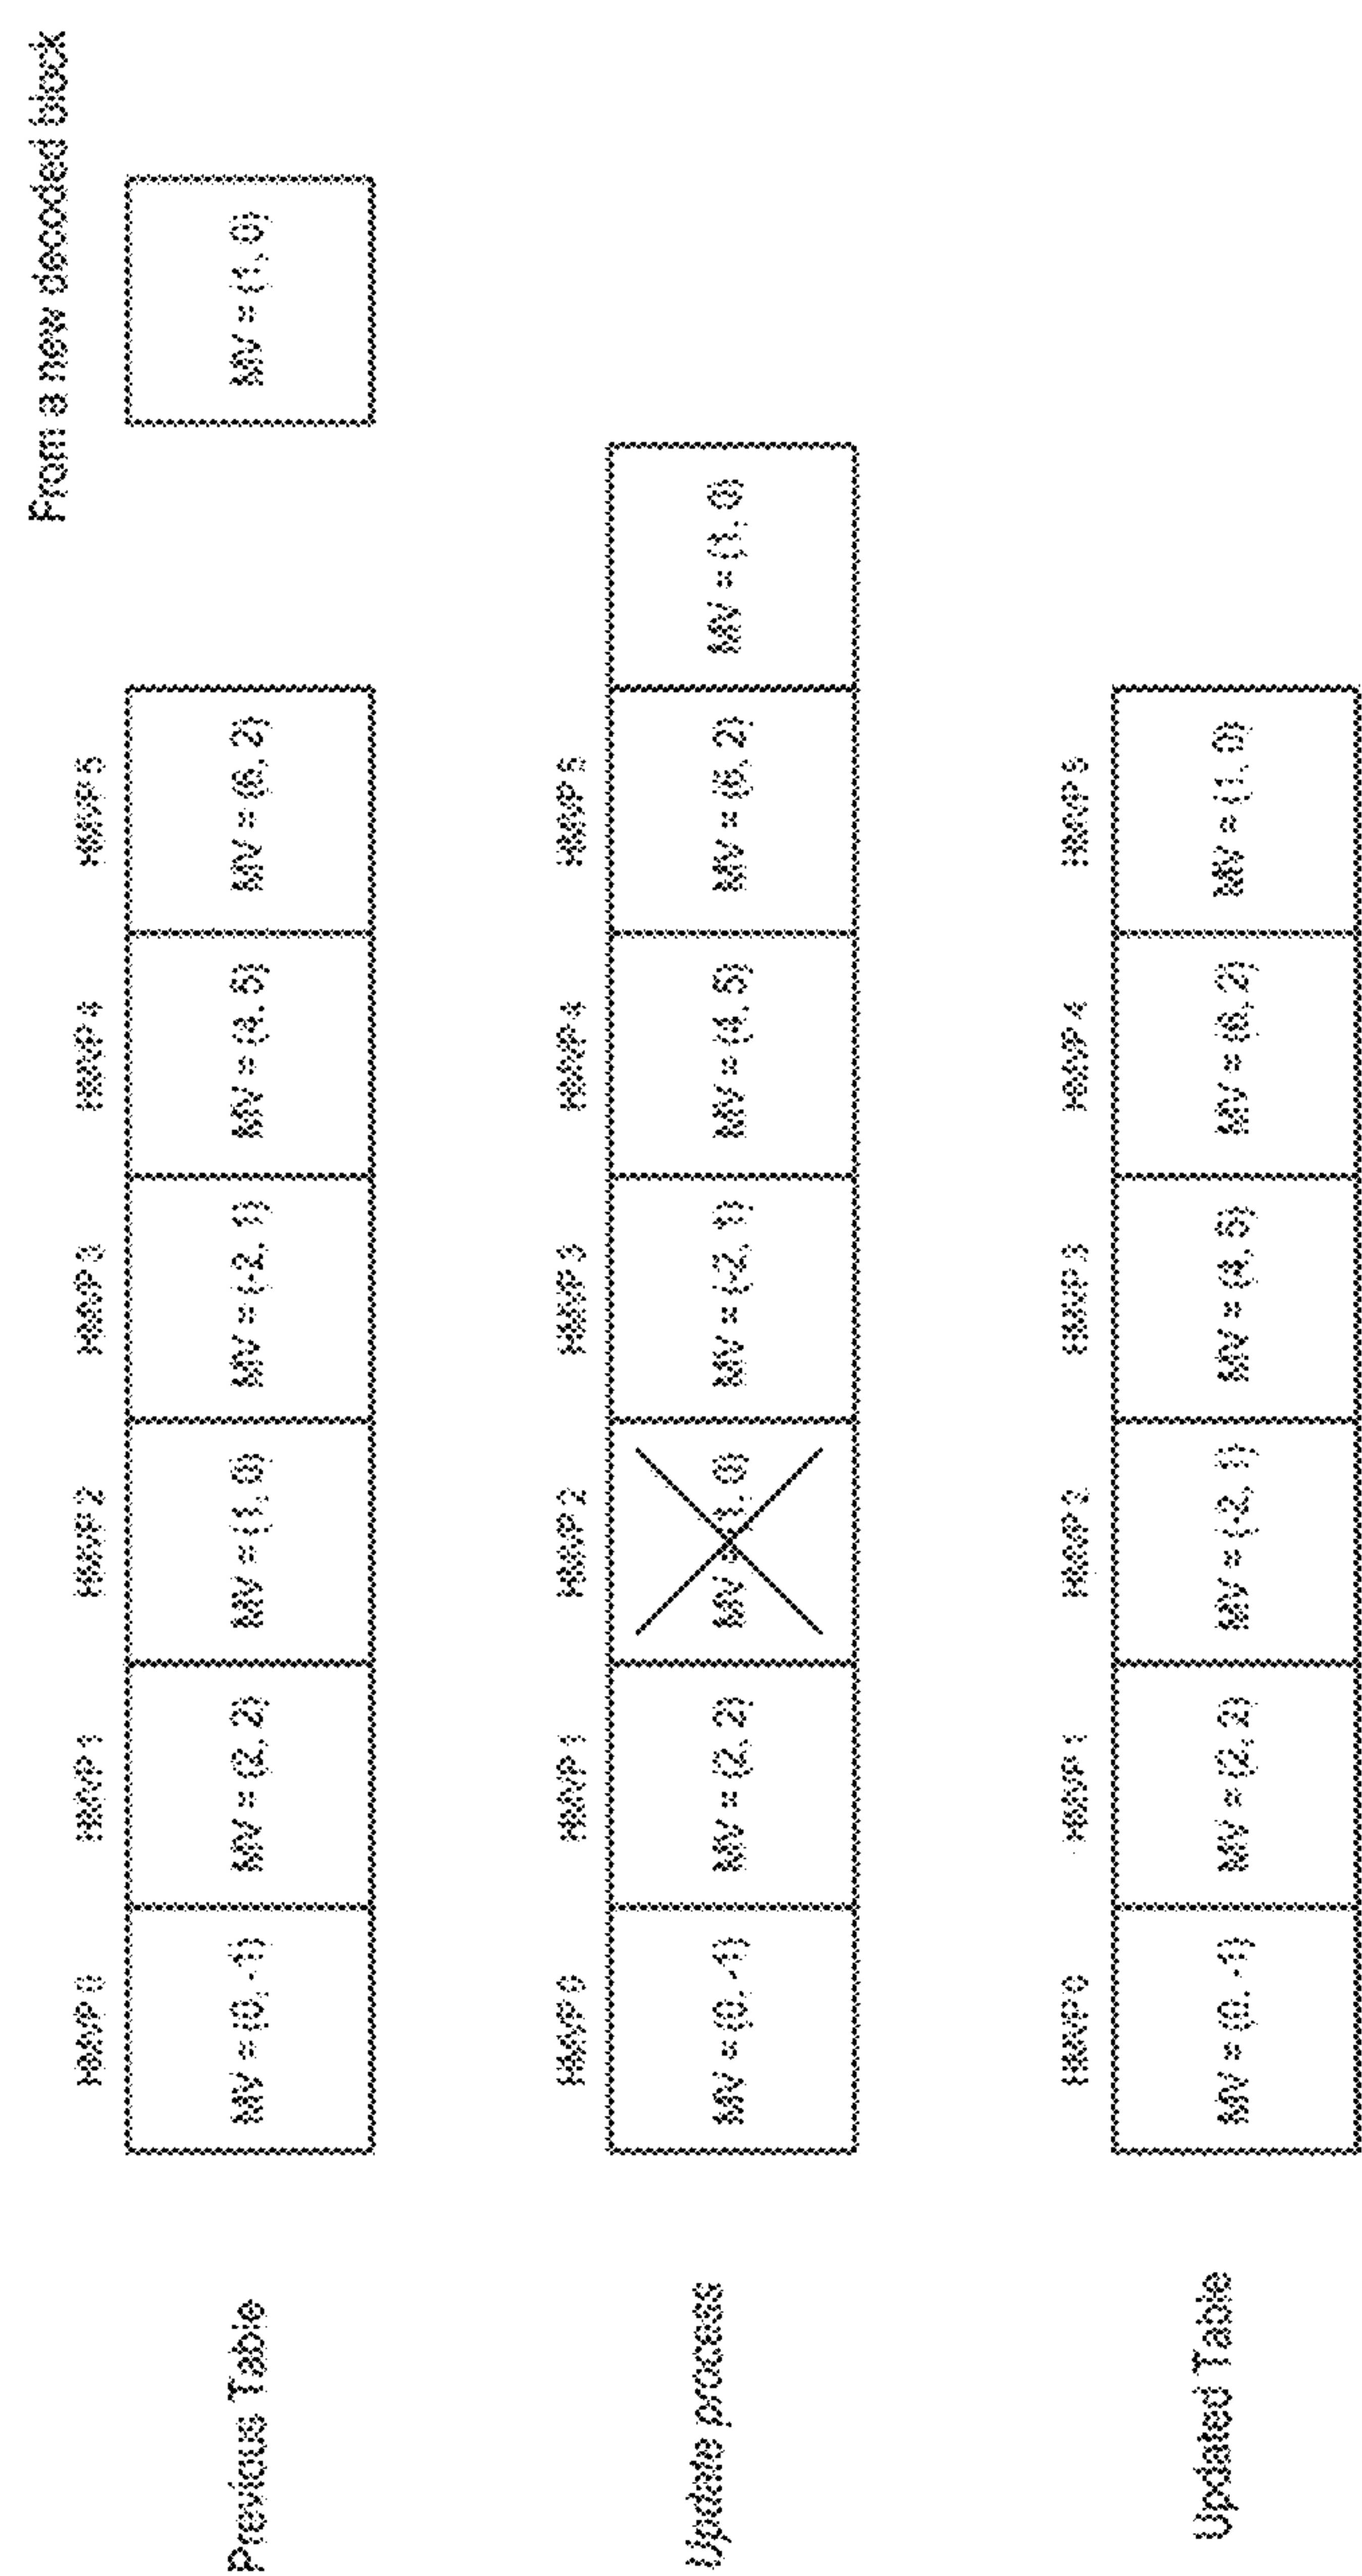 From a new decoded block
HMVP 0 HMVP 1 HMVP 2 HMVP 3 HMVP 4 HMVP 5
Previous Table MV = (0, -1) MV = (2, 2) MV = (1, 0) MV = (-2, 1) MV = (4, 5) MV = (6, 2) MV = (1, 0)
HMVP 0 HMVP 1 HMVP 2 HMVP 3 HMVP 4 HMVP 5
Update process MV = (0, -1) MV = (2, 2) MV = (1, 0) MV = (-2, 1) MV = (4, 5) MV = (6, 2) MV = (1, 0)
HMVP 0 HMVP 1 HMVP 2 HMVP 3 HMVP 4 HMVP 5
Updated Table MV = (0, -1) MV = (2, 2) MV = (-2, 1) MV = (4, 5) MV = (6, 2) MV = (1, 0)